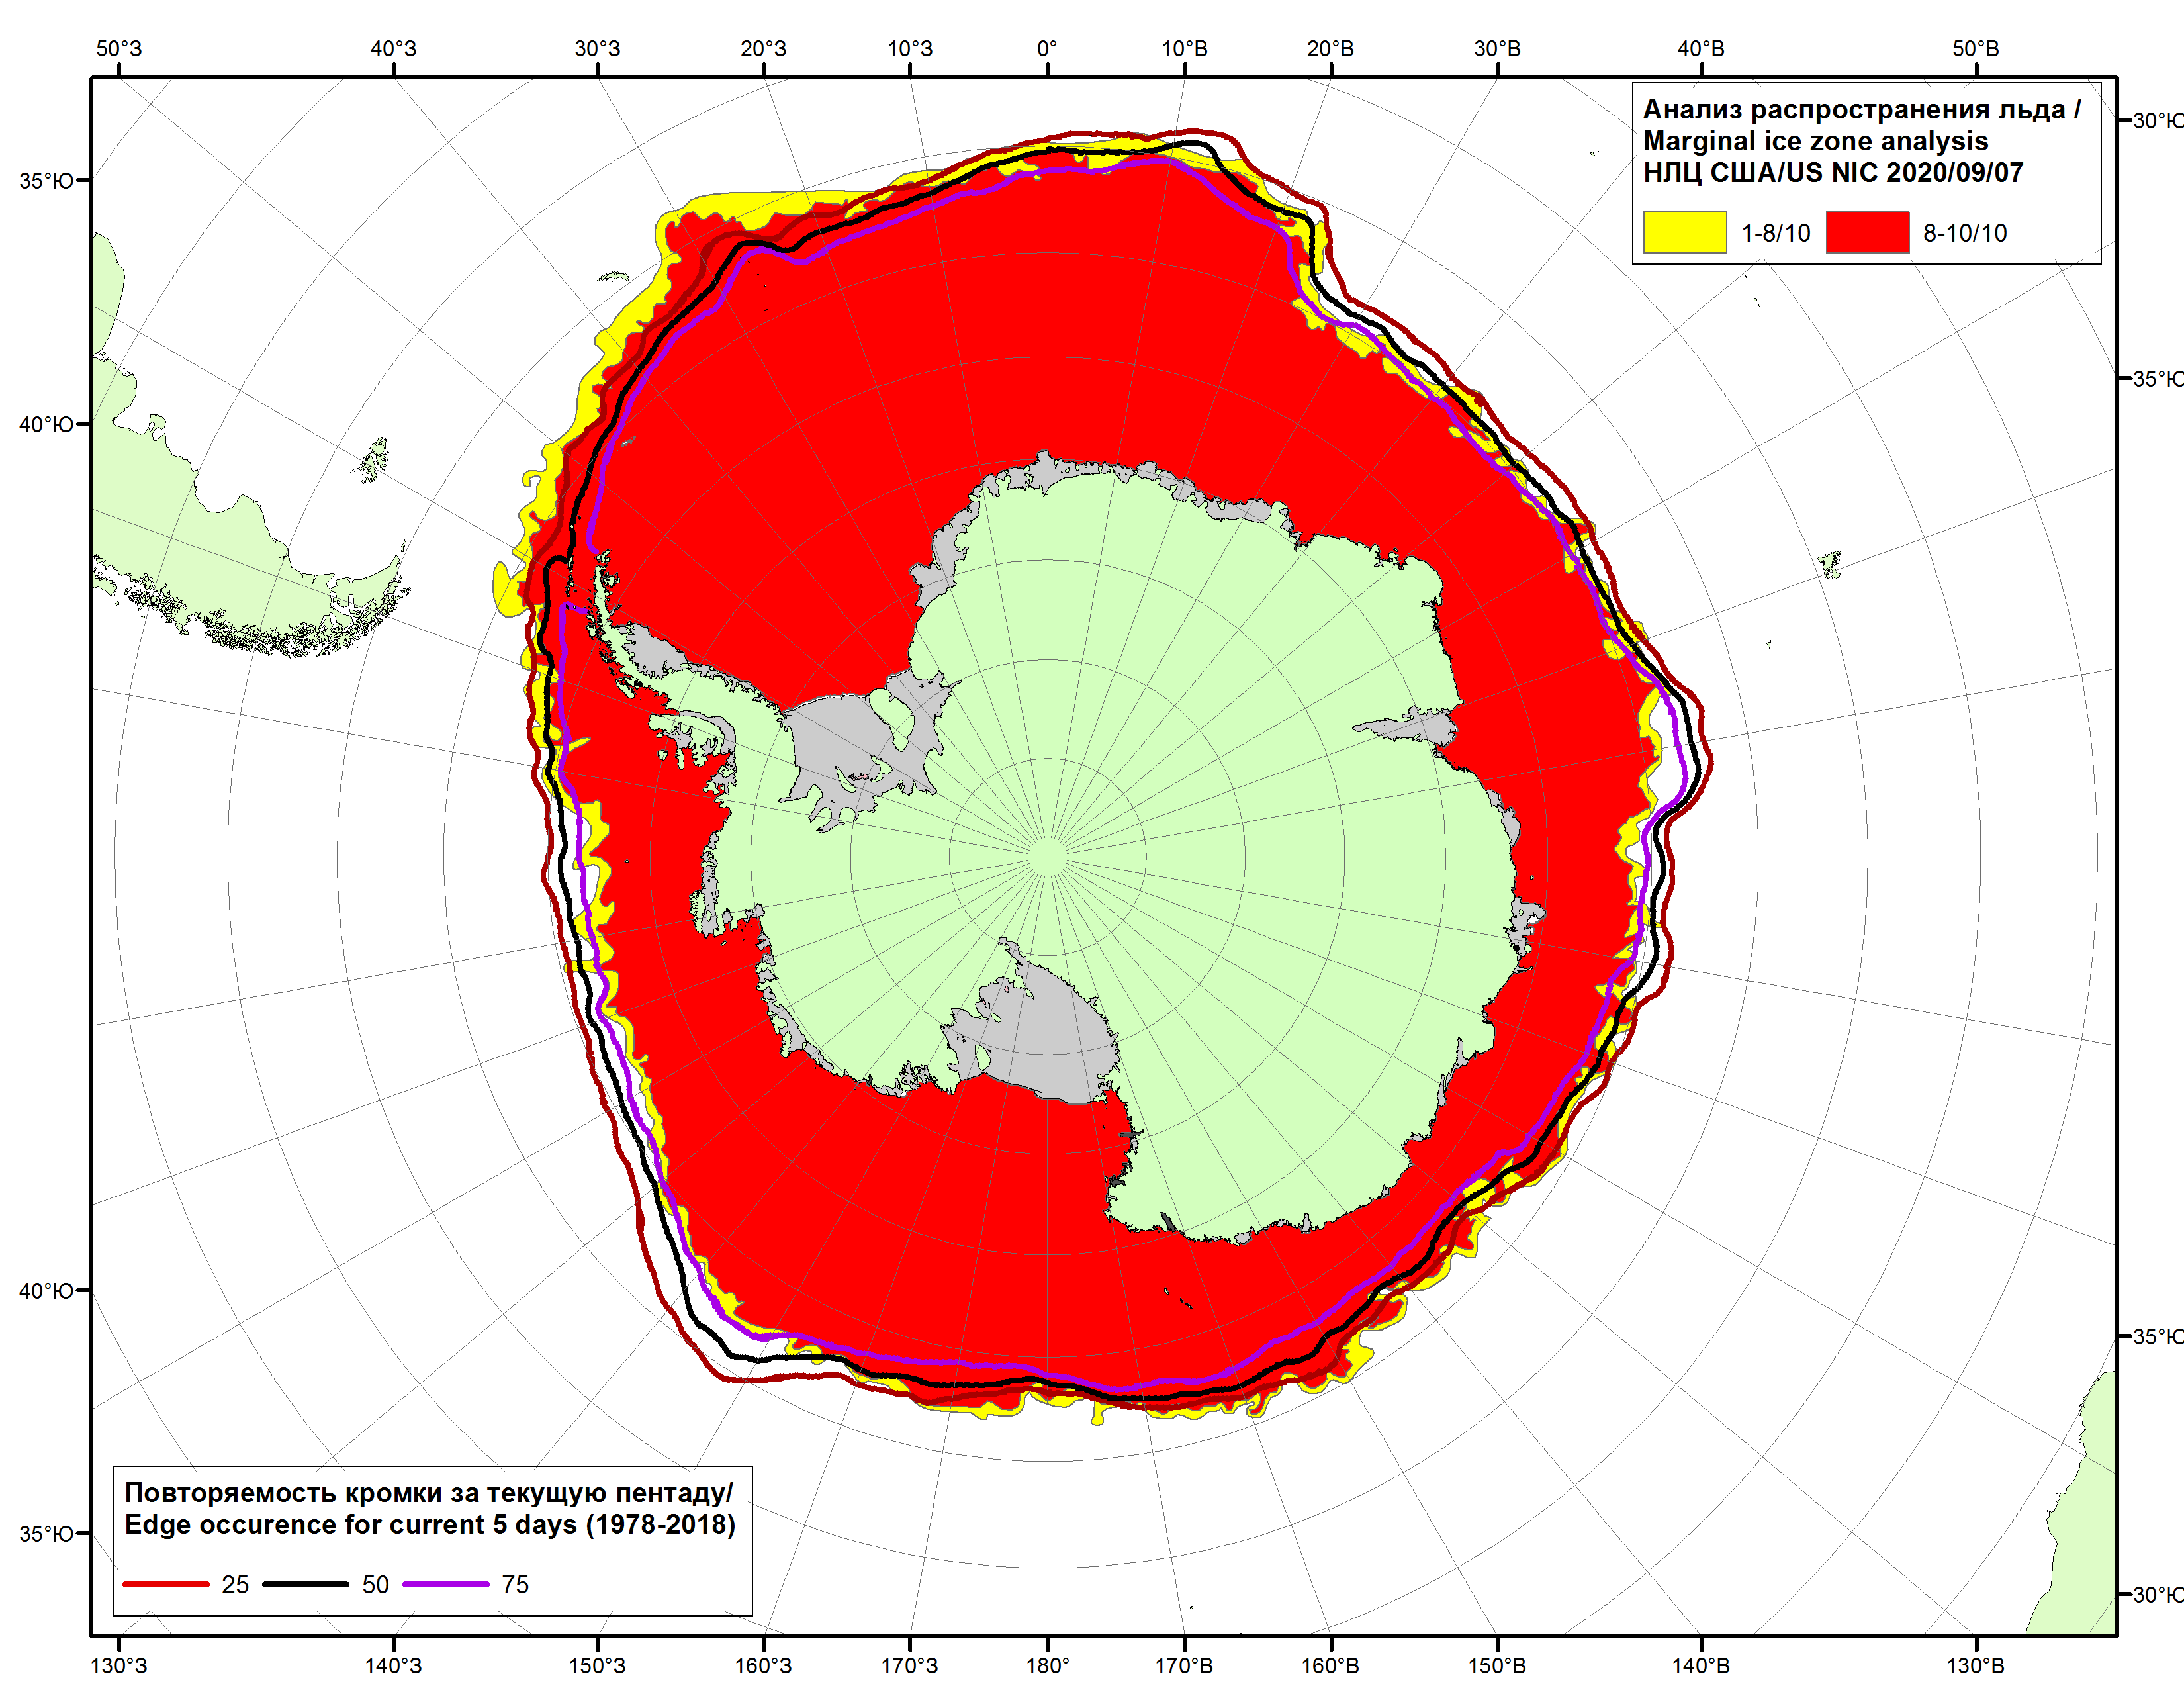 50°З 40°З 30°З 20°З 10°З 0° 10°В 20°В 30°В 40°В 50°В
Анализ распространения льда /
Marginal ice zone analysis
НЛЦ США/US NIC 2020/09/07
1-8/10 8-10/10
30°Ю
35°Ю
35°Ю
40°Ю
40°Ю
35°Ю
35°Ю
30°Ю
Повторяемость кромки за текущую пентаду/
Edge occurence for current 5 days (1978-2018)
25 50 75
130°З 140°З 150°З 160°З 170°З 180° 170°В 160°В 150°В 140°В 130°В